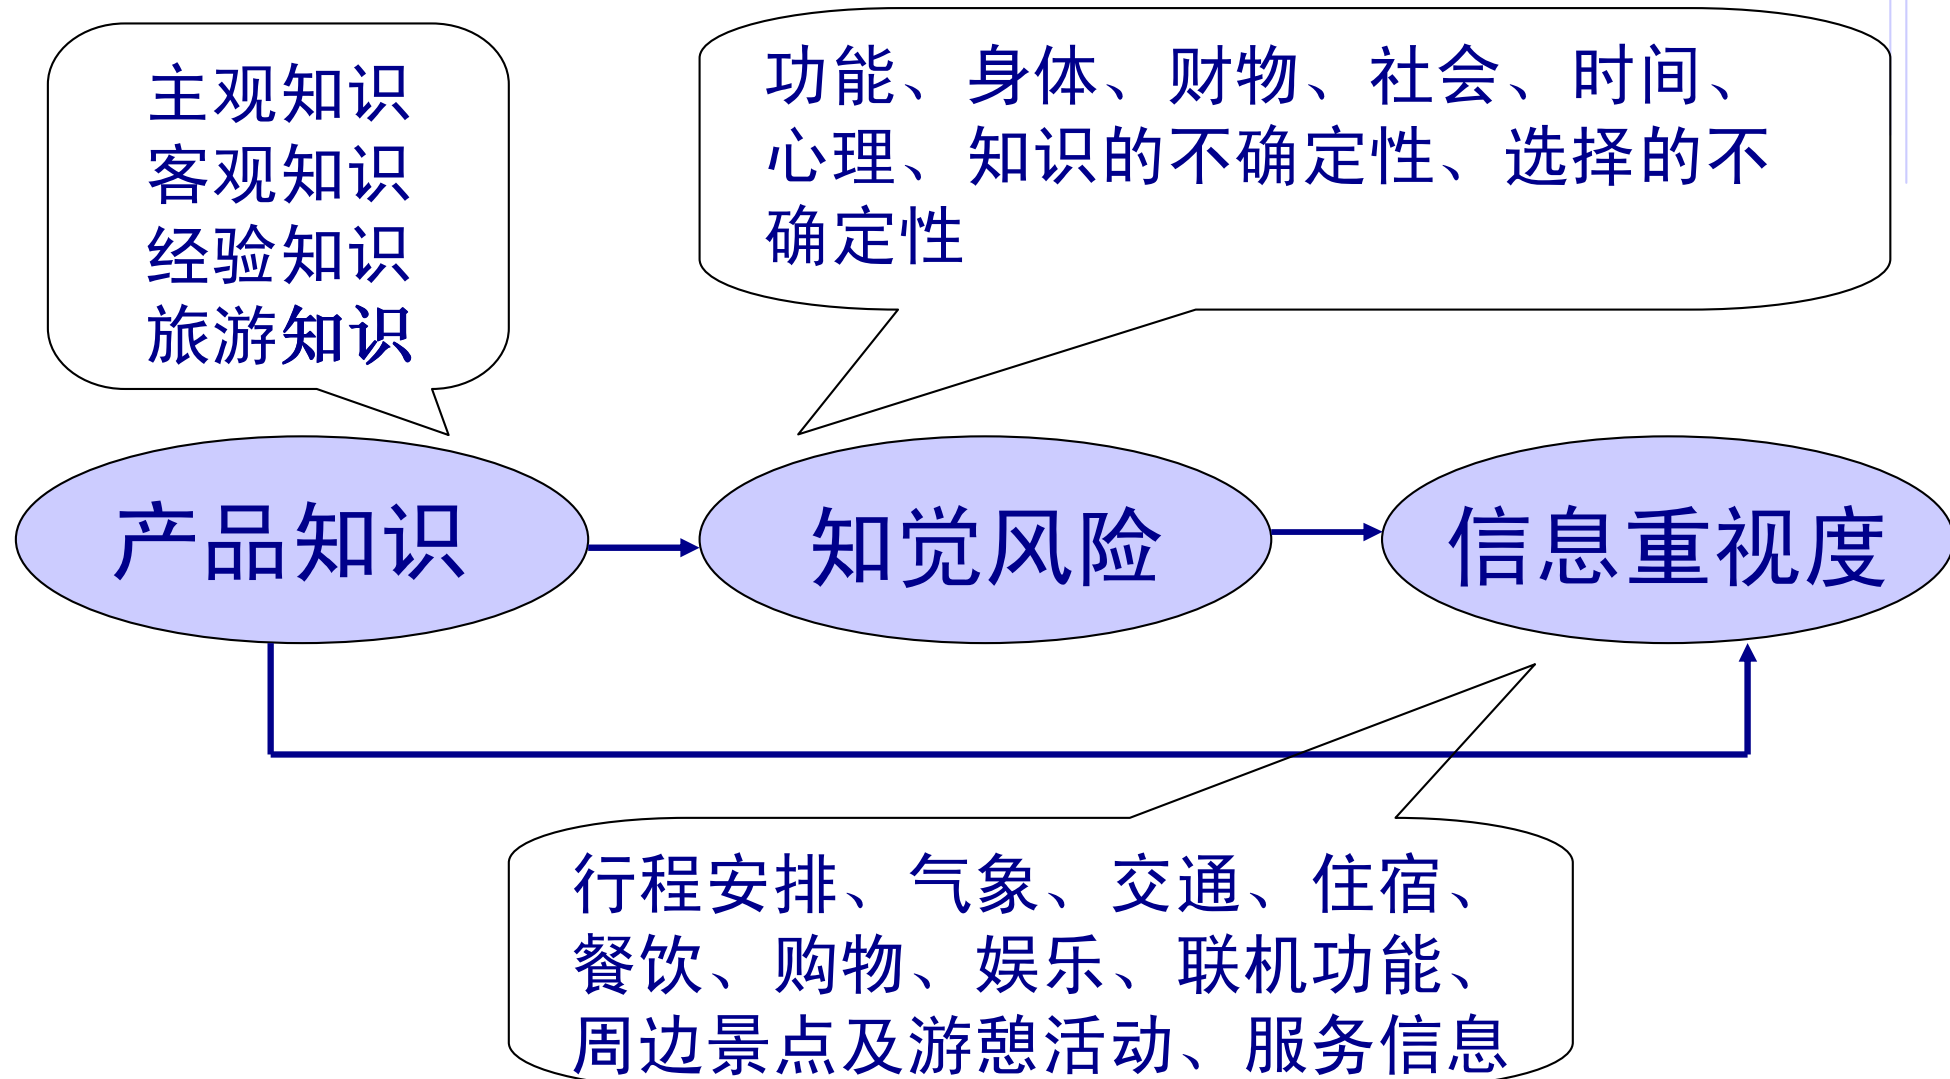 主观知识
客观知识
经验知识
旅游知识
功能、身体、财物、社会、时间、
心理、知识的不确定性、选择的不
确定性
产品知识
知觉风险
信息重视度
行程安排、气象、交通、住宿、
餐饮、购物、娱乐、联机功能、
周边景点及游憩活动、服务信息